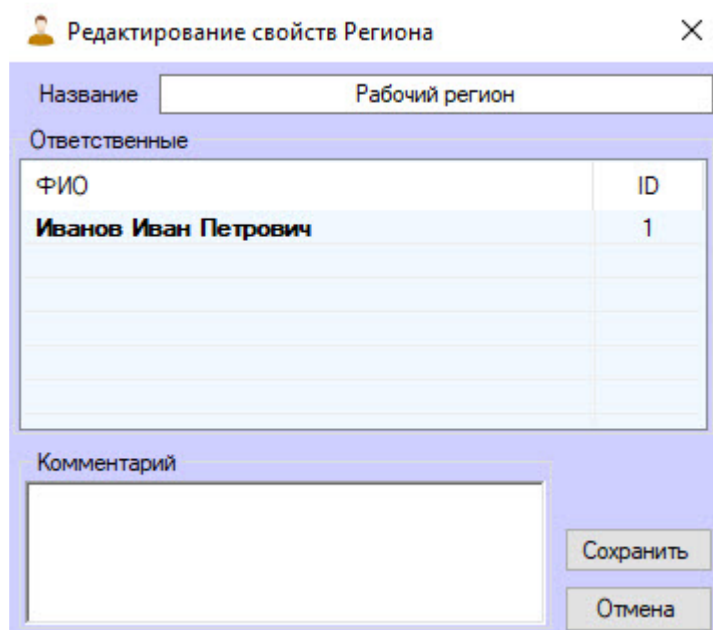 Редактирование свойств Региона
Название Рабочий регион
Ответственные
ФИО ID
Иванов Иван Петрович 1
Комментарий
Сохранить
Отмена